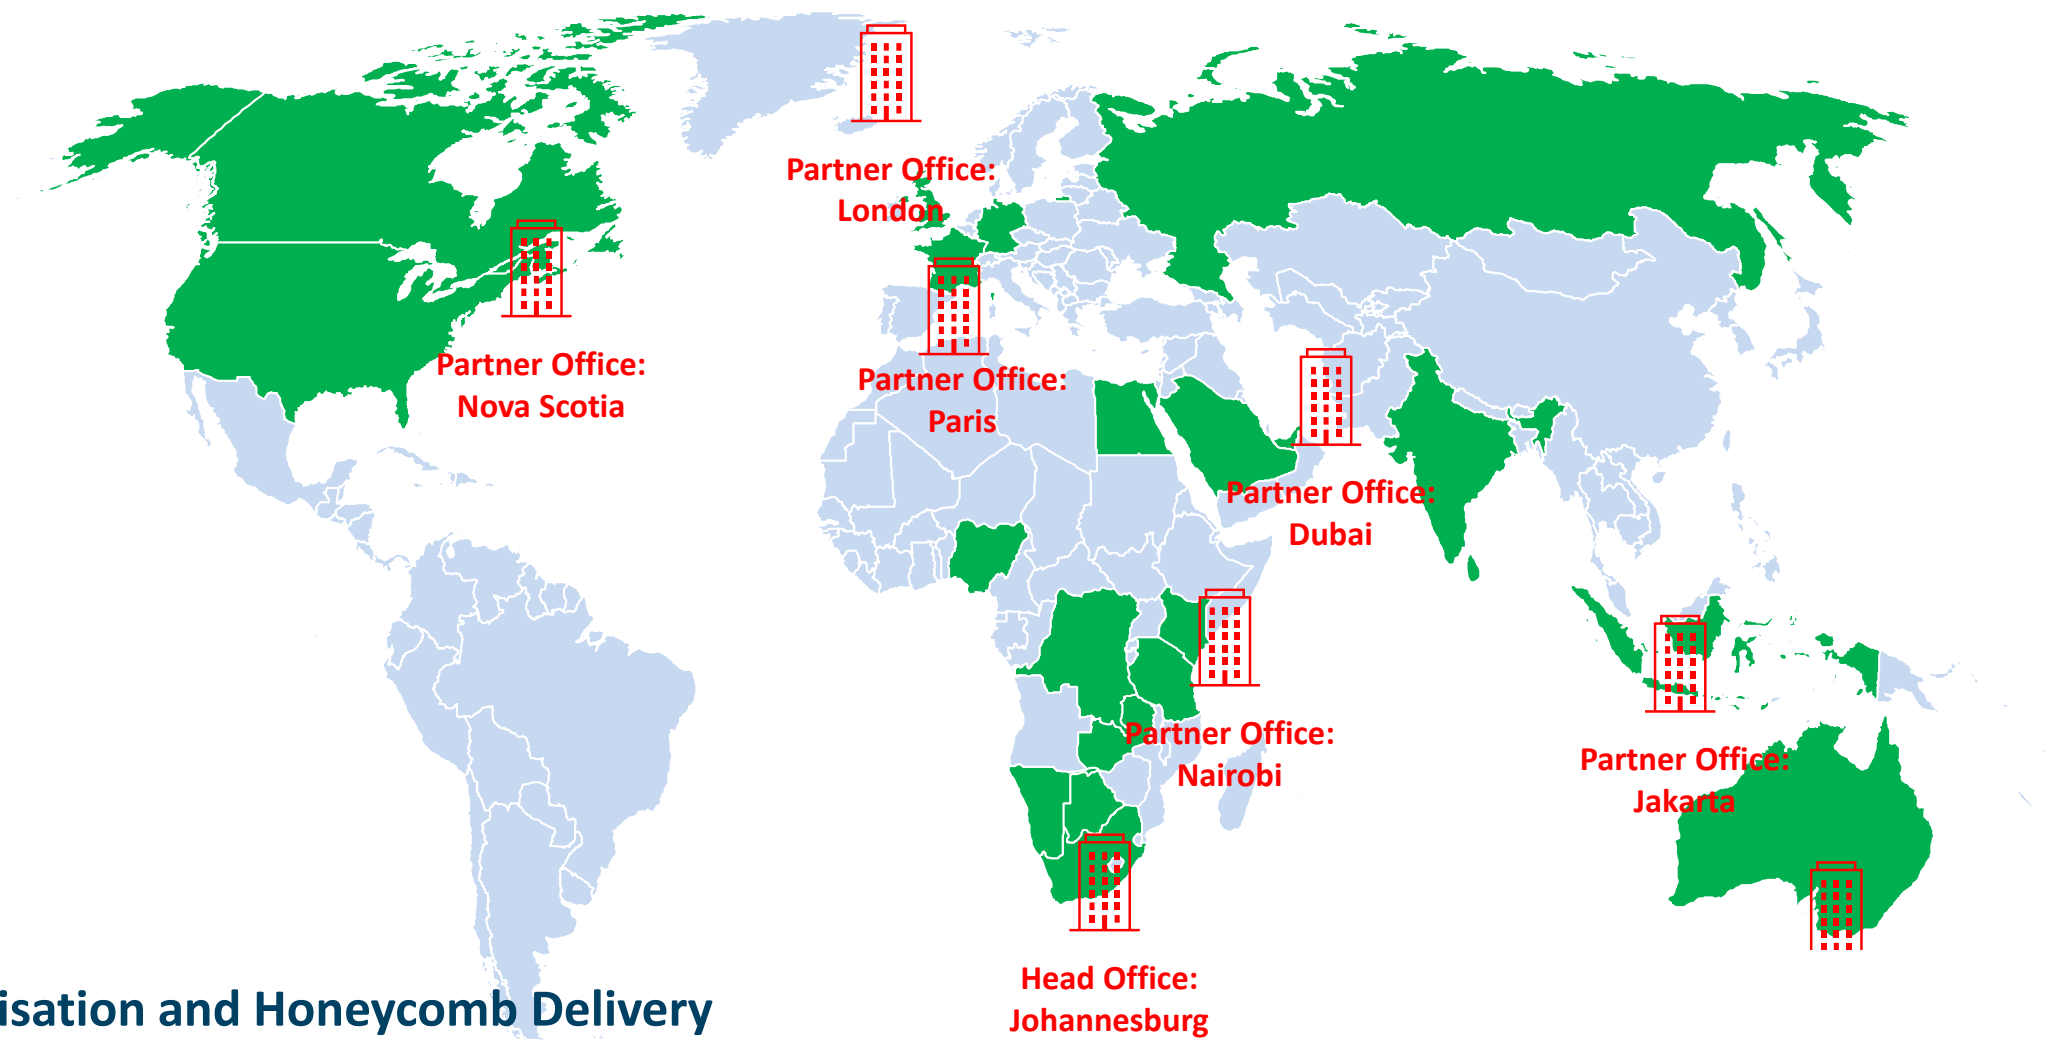 Partner Office:
London
Partner Office:
Nova Scotia
Partner Office:
Paris
Partner Office:
Dubai
Partner Office:
Nairobi
Partner Office:
Jakarta
Head Office:
Johannesburg
isation and Honeycomb Delivery